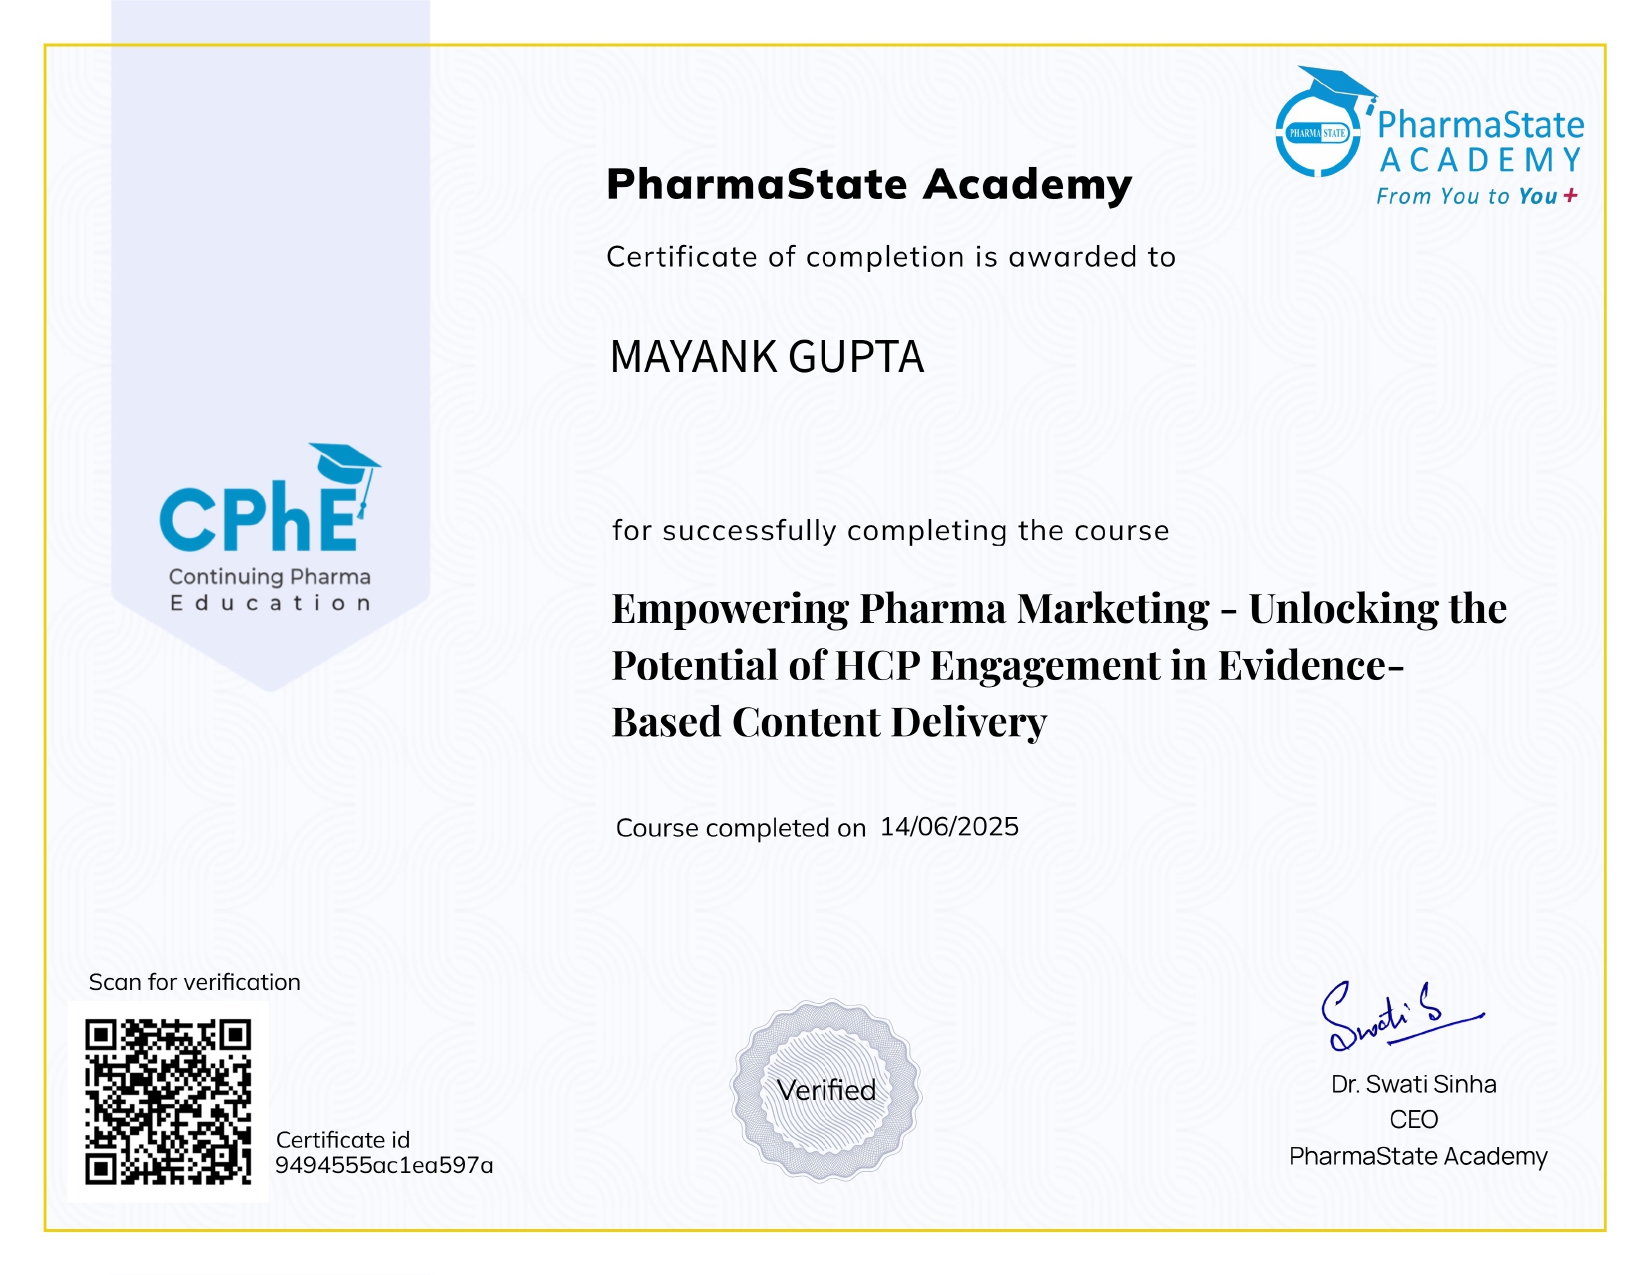 PHARMA STATE
PharmaState
ACADEMY
From You to You +
PharmaState Academy
Certificate of completion is awarded to
MAYANK GUPTA
CPhE
Continuing Pharma
Education
for successfully completing the course
Empowering Pharma Marketing - Unlocking the
Potential of HCP Engagement in Evidence-
Based Content Delivery
Course completed on 14/06/2025
Scan for verification
Certificate id
9494555ac1ea597a
Verified
Swati S
Dr. Swati Sinha
CEO
PharmaState Academy